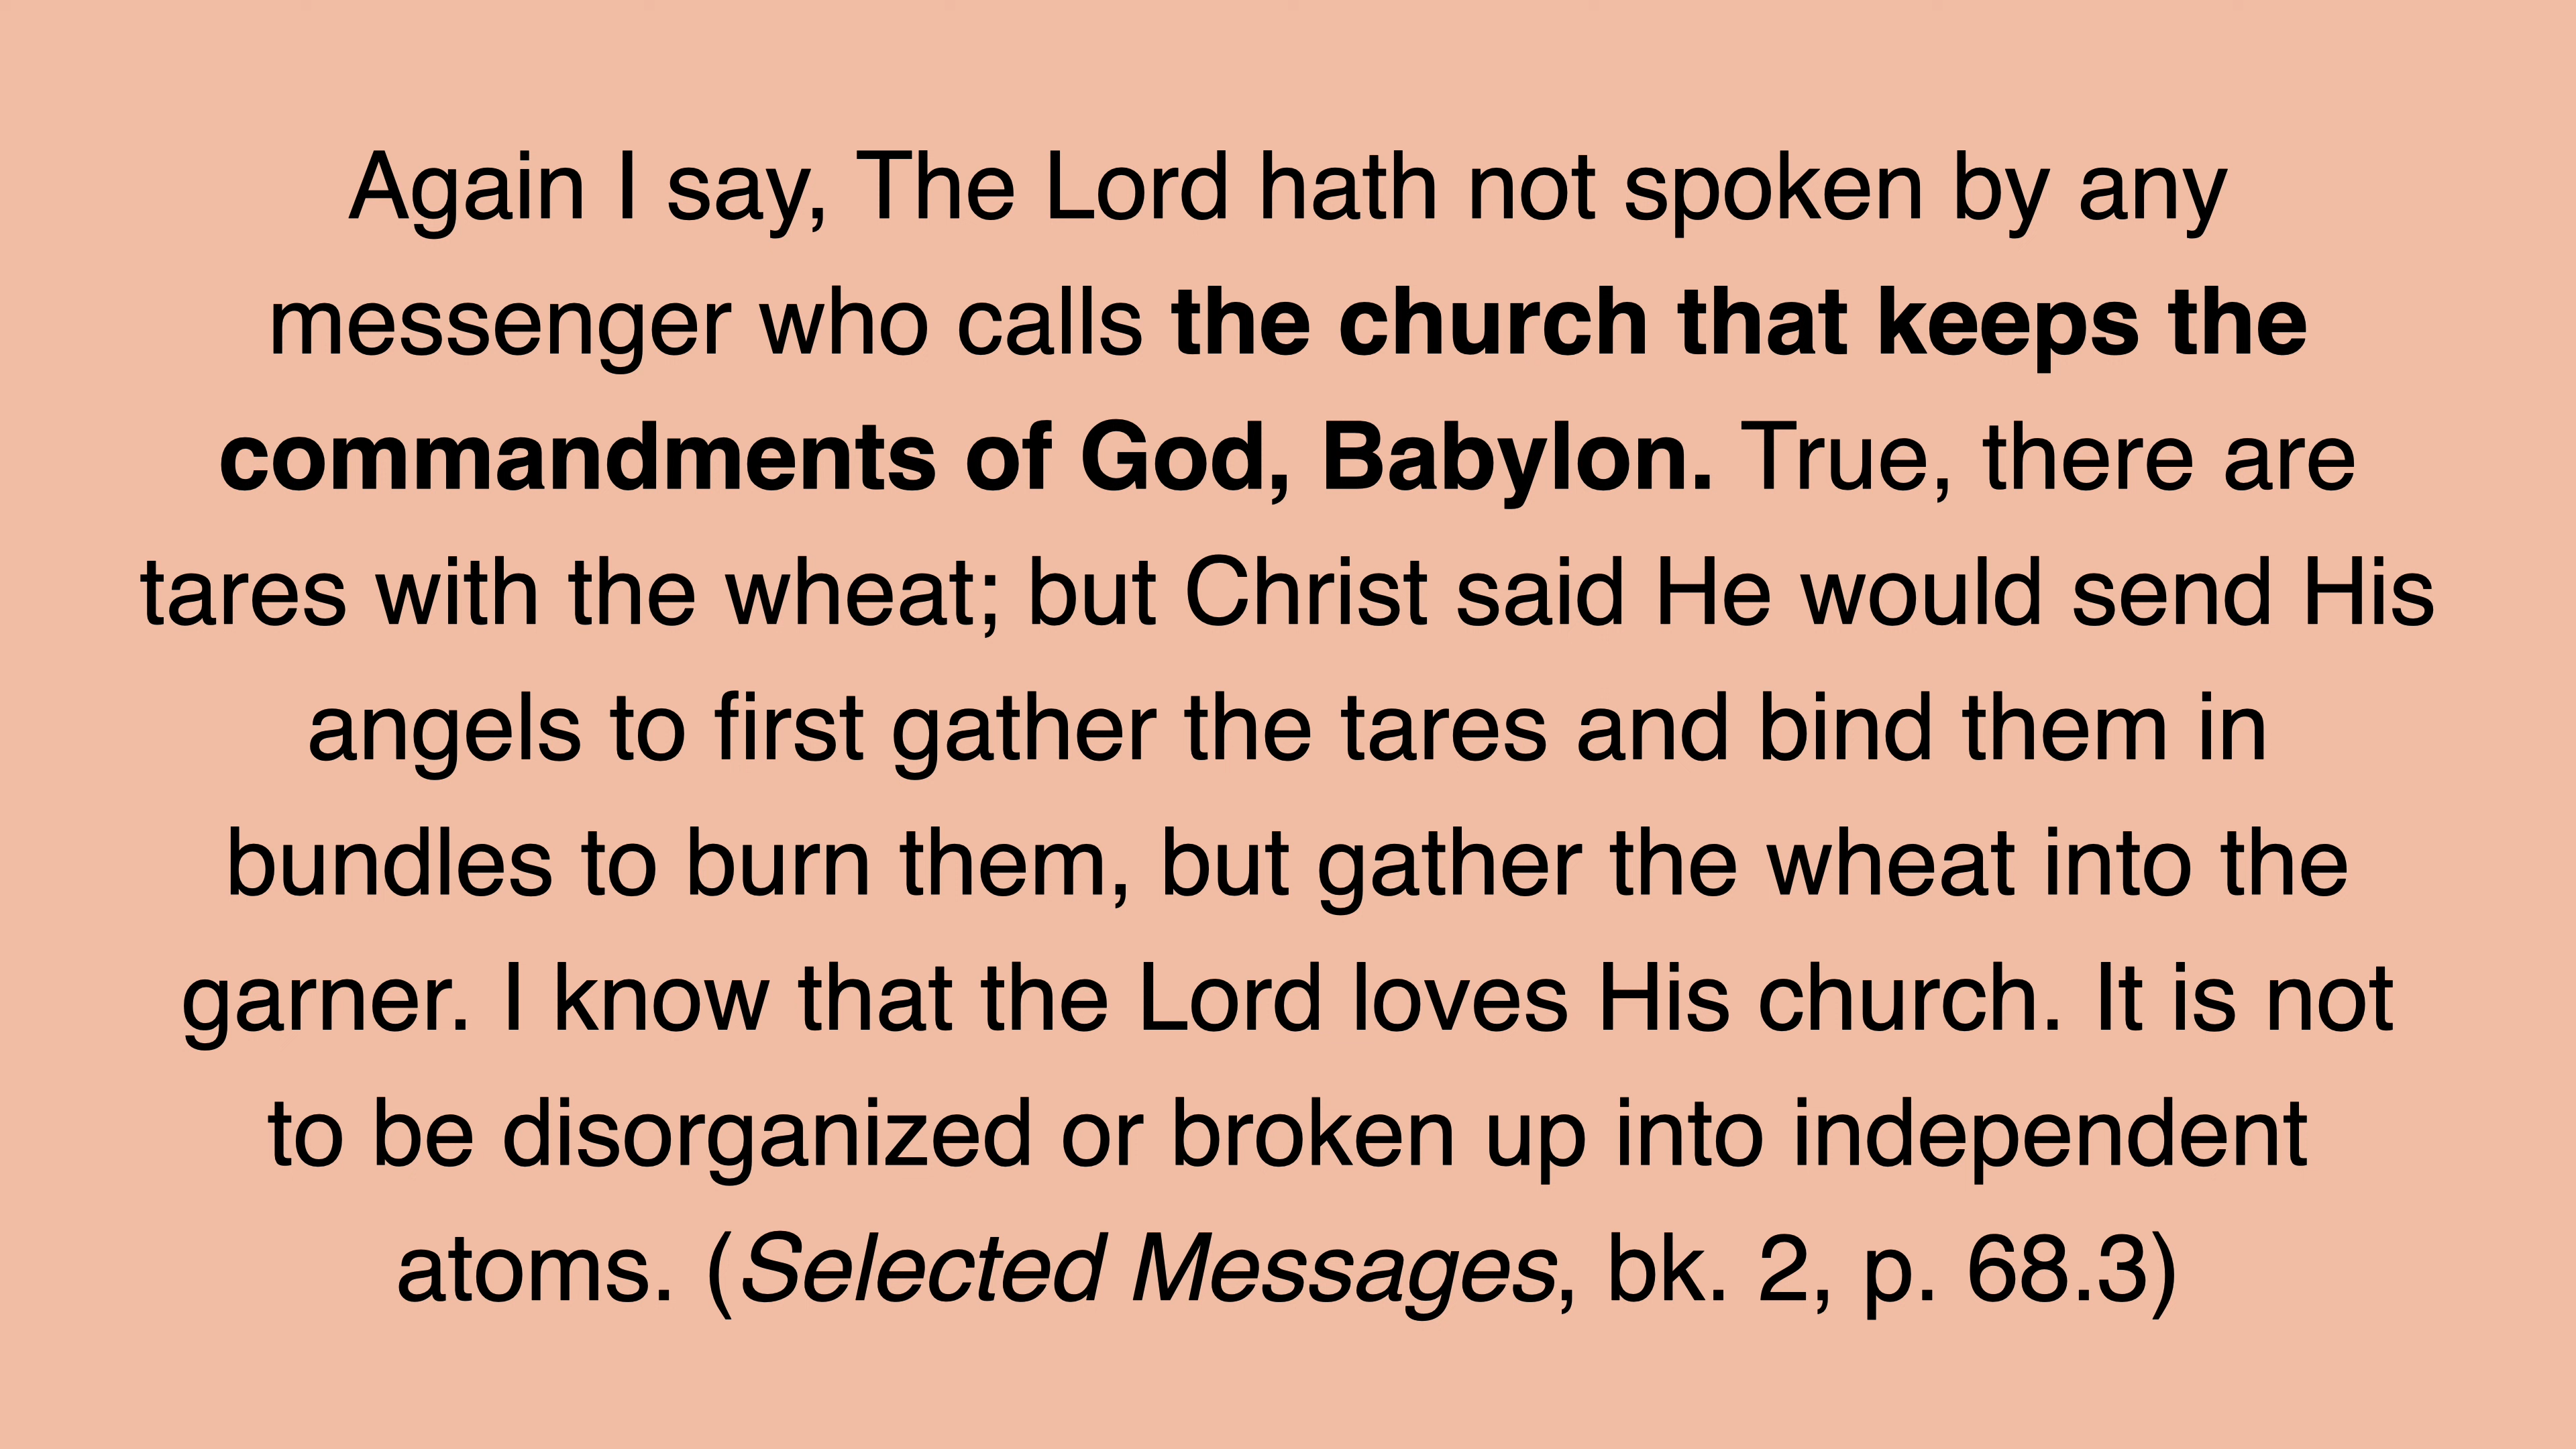 Again I say, The Lord hath not spoken by any
messenger who calls the church that keeps the
commandments of God, Babylon. True, there are
tares with the wheat; but Christ said He would send His
angels to first gather the tares and bind them in
bundles to burn them, but gather the wheat into the
garner. I know that the Lord loves His church. It is not
to be disorganized or broken up into independent
atoms. (Selected Messages, bk. 2, p. 68.3)